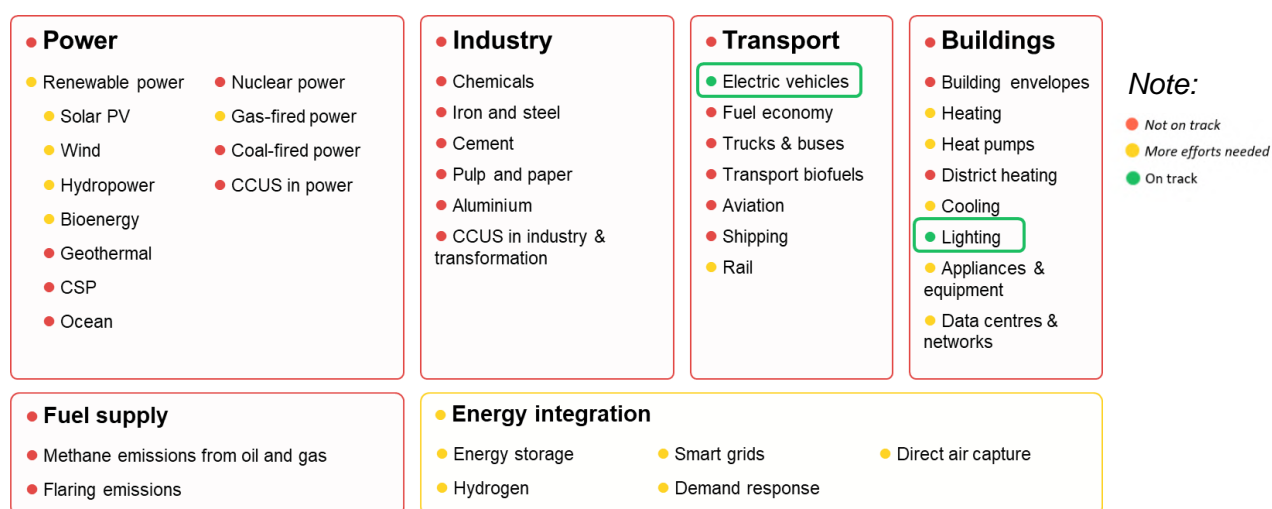 Power
Renewable power
Solar PV
Wind
Hydropower
Bioenergy
Geothermal
CSP
Ocean
Nuclear power
Gas-fired power
Coal-fired power
CCUS in power
Industry
Chemicals
Iron and steel
Cement
Pulp and paper
Aluminium
CCUS in industry &
transformation
Transport
Electric vehicles
Fuel economy
Trucks & buses
Transport biofuels
Aviation
Shipping
Rail
Buildings
Building envelopes
Heating
Heat pumps
District heating
Cooling
Lighting
Appliances &
equipment
Data centres &
networks
Note:
Not on track
More efforts needed
On track
Fuel supply
Methane emissions from oil and gas
Flaring emissions
Energy integration
Energy storage
Hydrogen
Smart grids
Demand response
Direct air capture